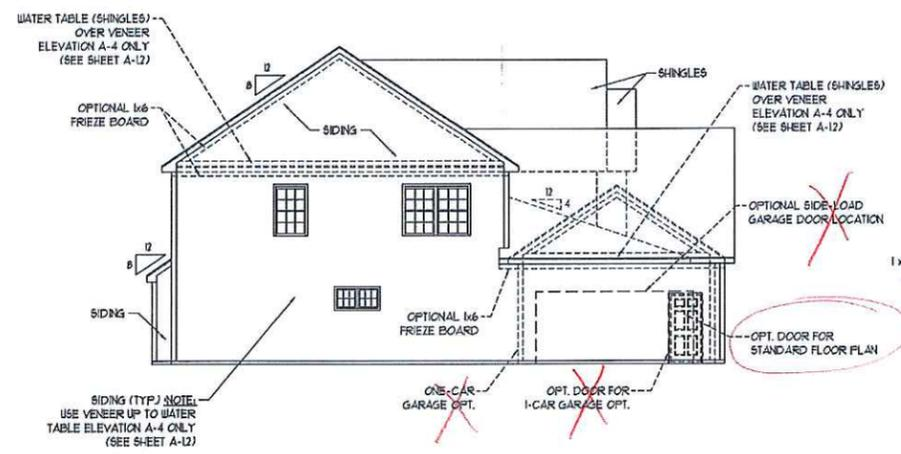 WATER TABLE (SHINGLES)
OVER VENEER
ELEVATION A-4 ONLY
(SEE SHEET A-12)
12
8
OPTIONAL 1x6
FRIEZE BOARD
SIDING
SHINGLES
WATER TABLE (SHINGLES)
OVER VENEER
ELEVATION A-4 ONLY
(SEE SHEET A-12)
12
4
OPTIONAL SIDE-LOAD
GARAGE DOOR LOCATION
12
8
1 x
SIDING
OPTIONAL 1x6
FRIEZE BOARD
OPT. DOOR FOR
STANDARD FLOOR PLAN
SIDING (TYP.) NOTE:
USE VENEER UP TO WATER
TABLE ELEVATION A-4 ONLY
(SEE SHEET A-12)
ONE-CAR
GARAGE OPT.
OPT. DOOR FOR
1-CAR GARAGE OPT.